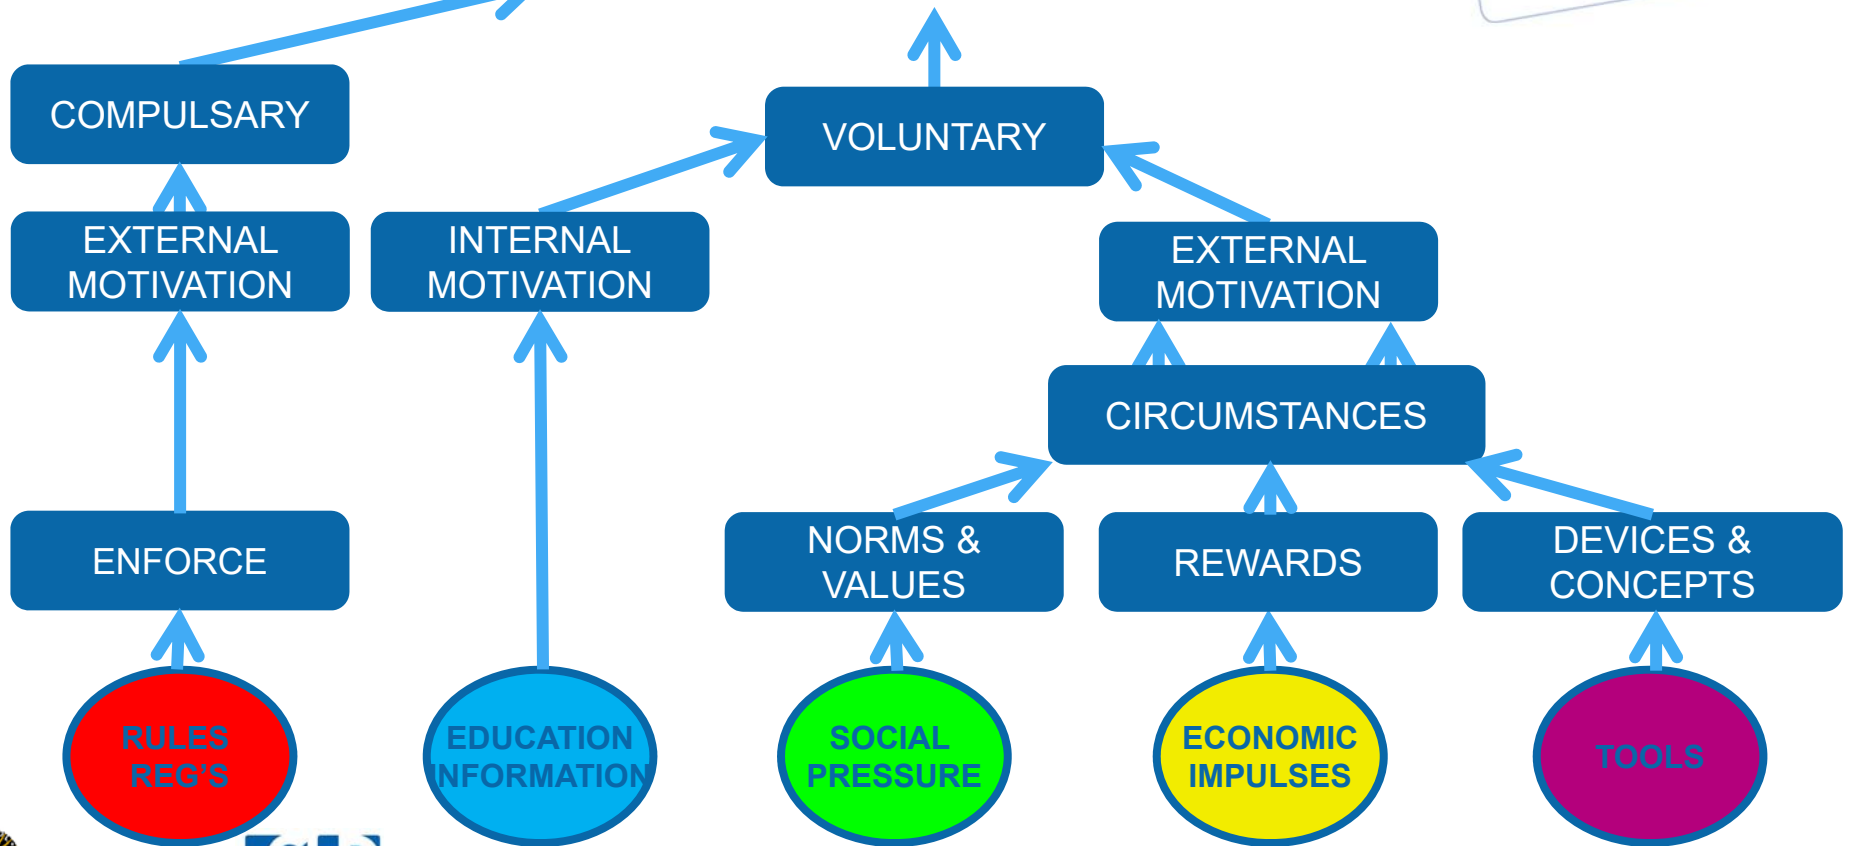 COMPULSARY
VOLUNTARY
EXTERNAL
MOTIVATION
INTERNAL
MOTIVATION
EXTERNAL
MOTIVATION
CIRCUMSTANCES
ENFORCE
NORMS &
VALUES
REWARDS
DEVICES &
CONCEPTS
RULES
REG'S
EDUCATION
INFORMATION
SOCIAL
PRESSURE
ECONOMIC
IMPULSES
TOOLS